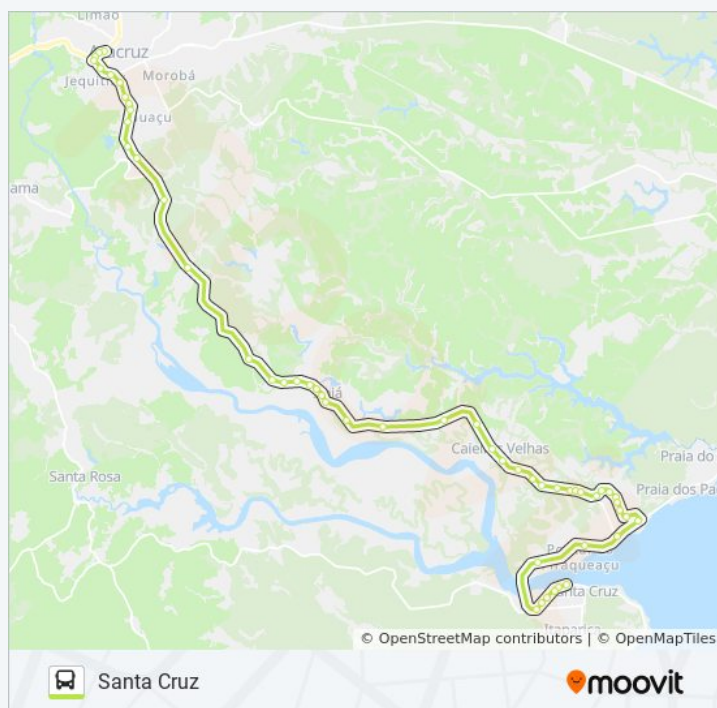 Limão
Aracruz
Jequiti
Morobá
uaçu
ama
iá
Caieiras Velhas
Santa Rosa
Praia do
Praia dos Pa
Santa Cruz
Itaparica
© OpenStreetMap contributors | © OpenMapTiles
Santa Cruz
moovit